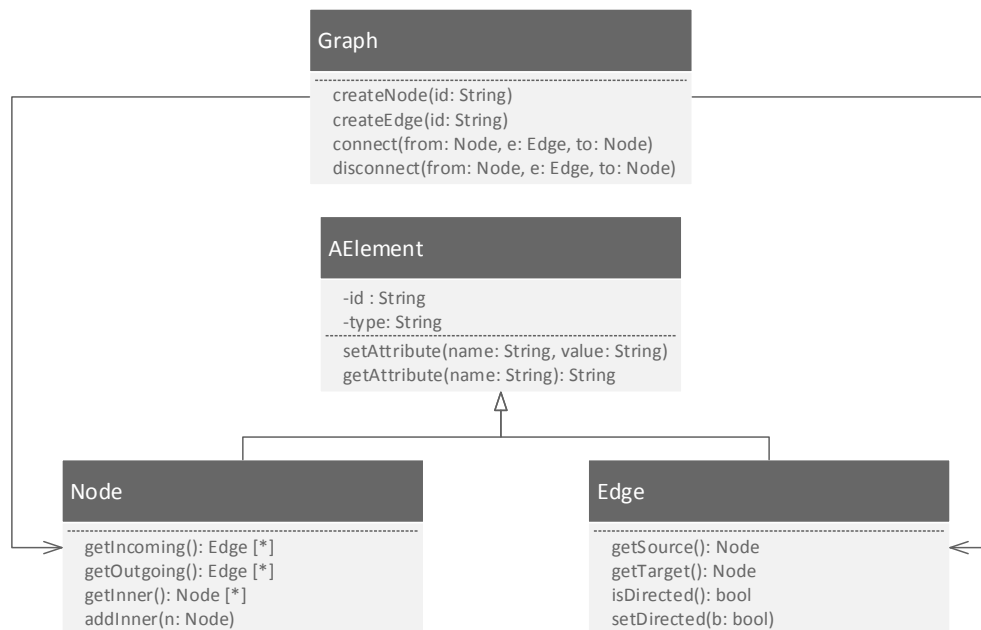 Graph
createNode(id: String)
createEdge(id: String)
connect(from: Node, e: Edge, to: Node)
disconnect(from: Node, e: Edge, to: Node)
AElement
-id : String
-type: String
setAttribute(name: String, value: String)
getAttribute(name: String): String
Node
getIncoming(): Edge [*]
getOutgoing(): Edge [*]
getInner(): Node [*]
addInner(n: Node)
Edge
getSource(): Node
getTarget(): Node
isDirected(): bool
setDirected(b: bool)